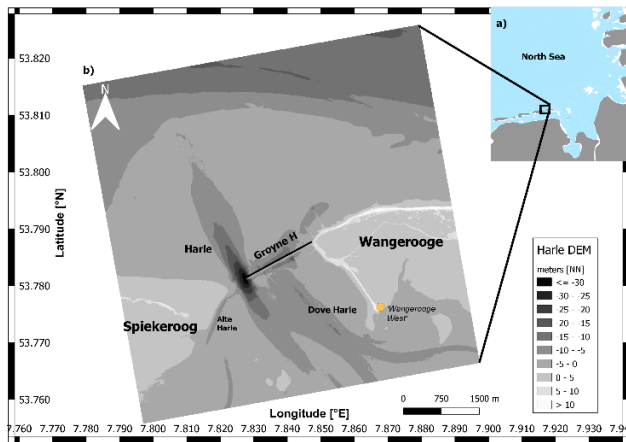 a)
North Sea
b)
N
53.820
53.810
53.800
53.790
53.780
53.770
53.760
Latitude [°N]
Harle
Groyne H
Wangerooge
Spiekeroog
Alte
Harle
Dove Harle
'Wangerooge
West'
Harle DEM
meters [NN]
<= -30
-30 - -25
-25 - -20
-20 - -15
-15 - -10
-10 - -5
-5 - 0
0 - 5
5 - 10
> 10
Longitude [°E]
0 750 1500 m
7.760 7.770 7.780 7.790 7.800 7.810 7.820 7.830 7.840 7.850 7.860 7.870 7.880 7.890 7.900 7.910 7.920 7.930 7.940